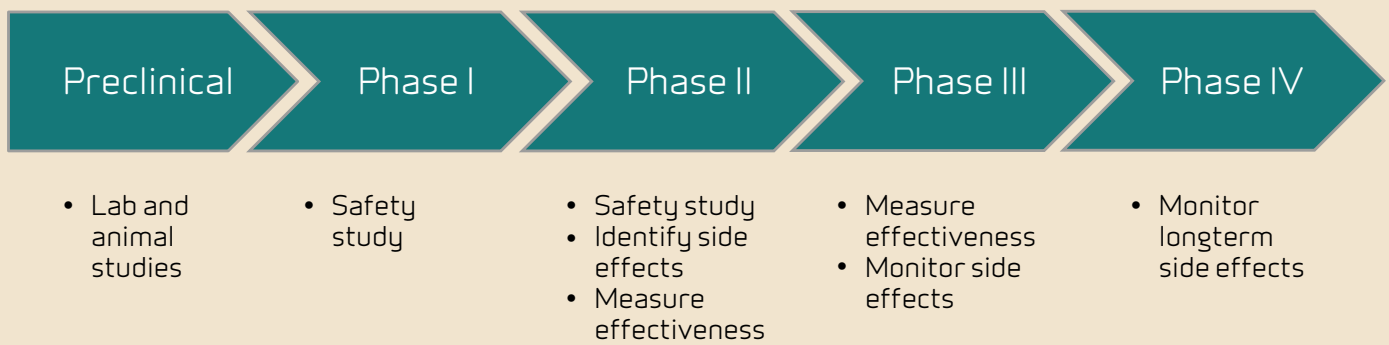 Preclinical
Phase I
Phase II
Phase III
Phase IV
• Lab and
animal
studies
• Safety
study
• Safety study
• Identify side
effects
• Measure
effectiveness
• Measure
effectiveness
• Monitor side
effects
• Monitor
longterm
side effects